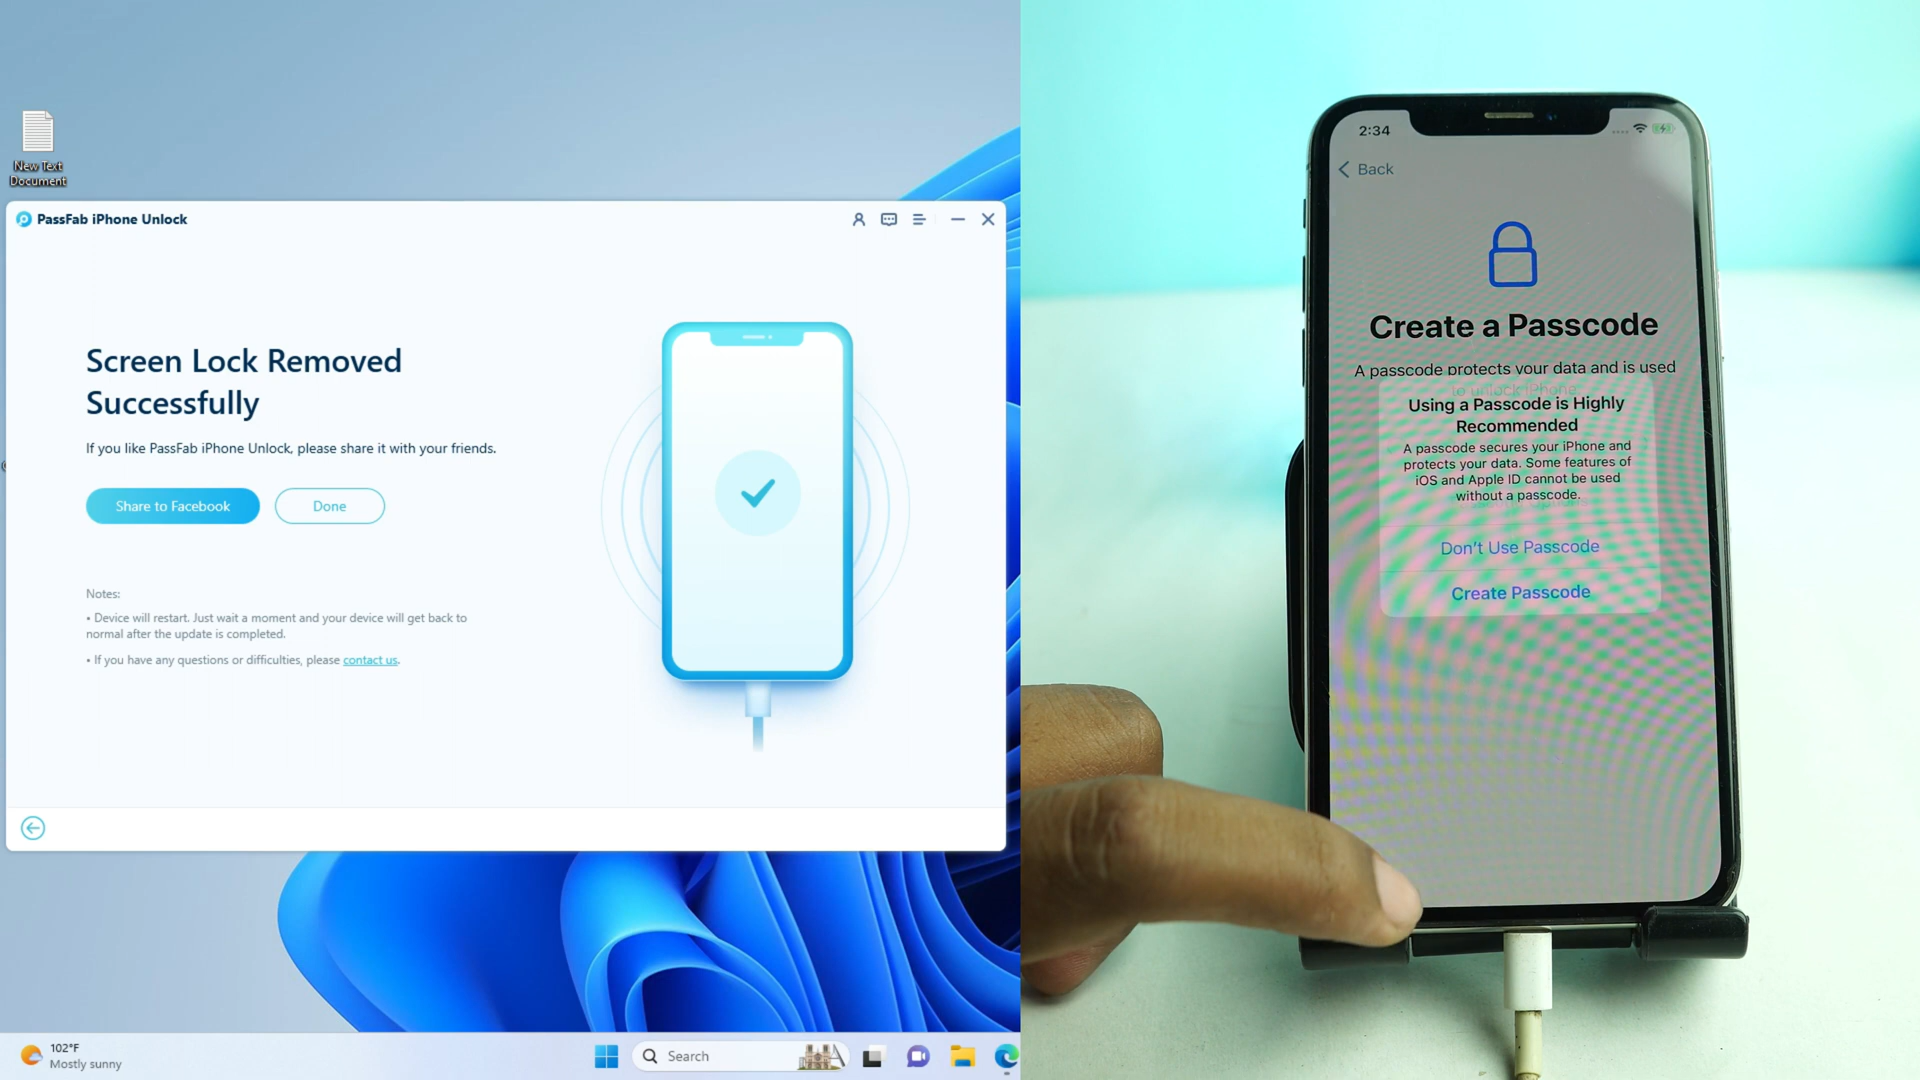 New Text
Document
PassFab iPhone Unlock
Screen Lock Removed
Successfully
If you like PassFab iPhone Unlock, please share it with your friends.
Share to Facebook
Done
Notes:
• Device will restart. Just wait a moment and your device will get back to
normal after the update is completed.
• If you have any questions or difficulties, please contact us.
102°F
Mostly sunny
Search
2:34
Back
Create a Passcode
A passcode protects your data and is used
to unlock iPhone
Using a Passcode is Highly
Recommended
A passcode secures your iPhone and
protects your data. Some features of
iOS and Apple ID cannot be used
without a passcode.
Don't Use Passcode
Create Passcode